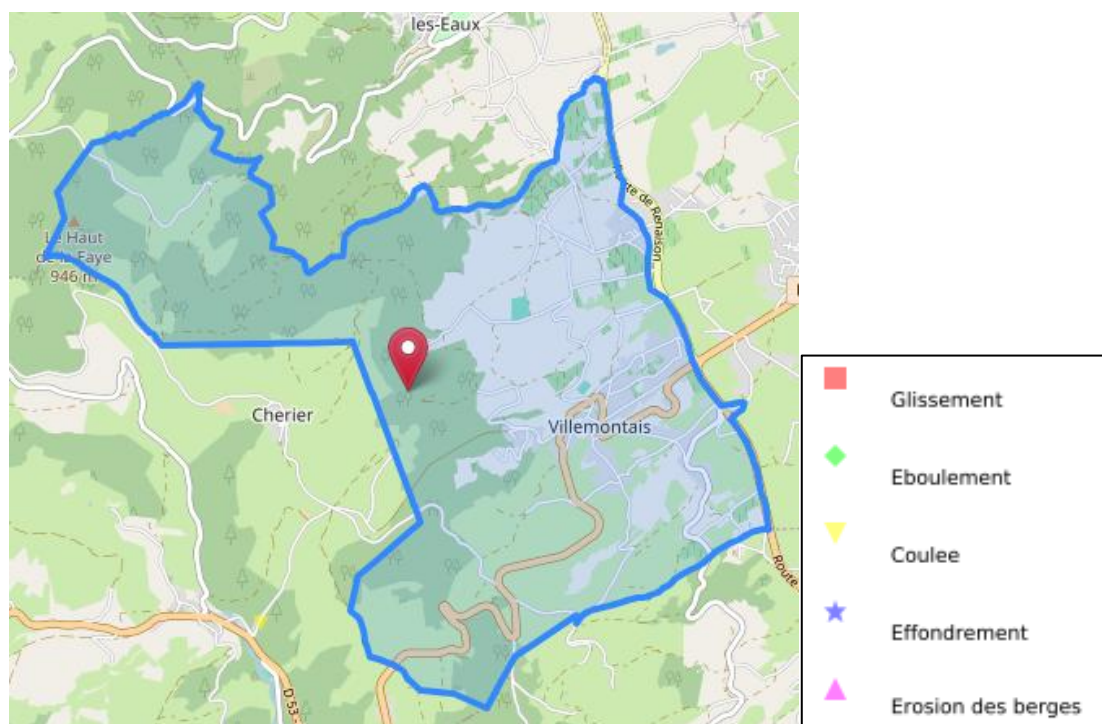 les-Eaux
Route de Renaison
Le Haut
de la Faye
946 m
Cherier
Villemontais
Route
D 53
Glissement
Eboulement
Coulee
Effondrement
Erosion des berges